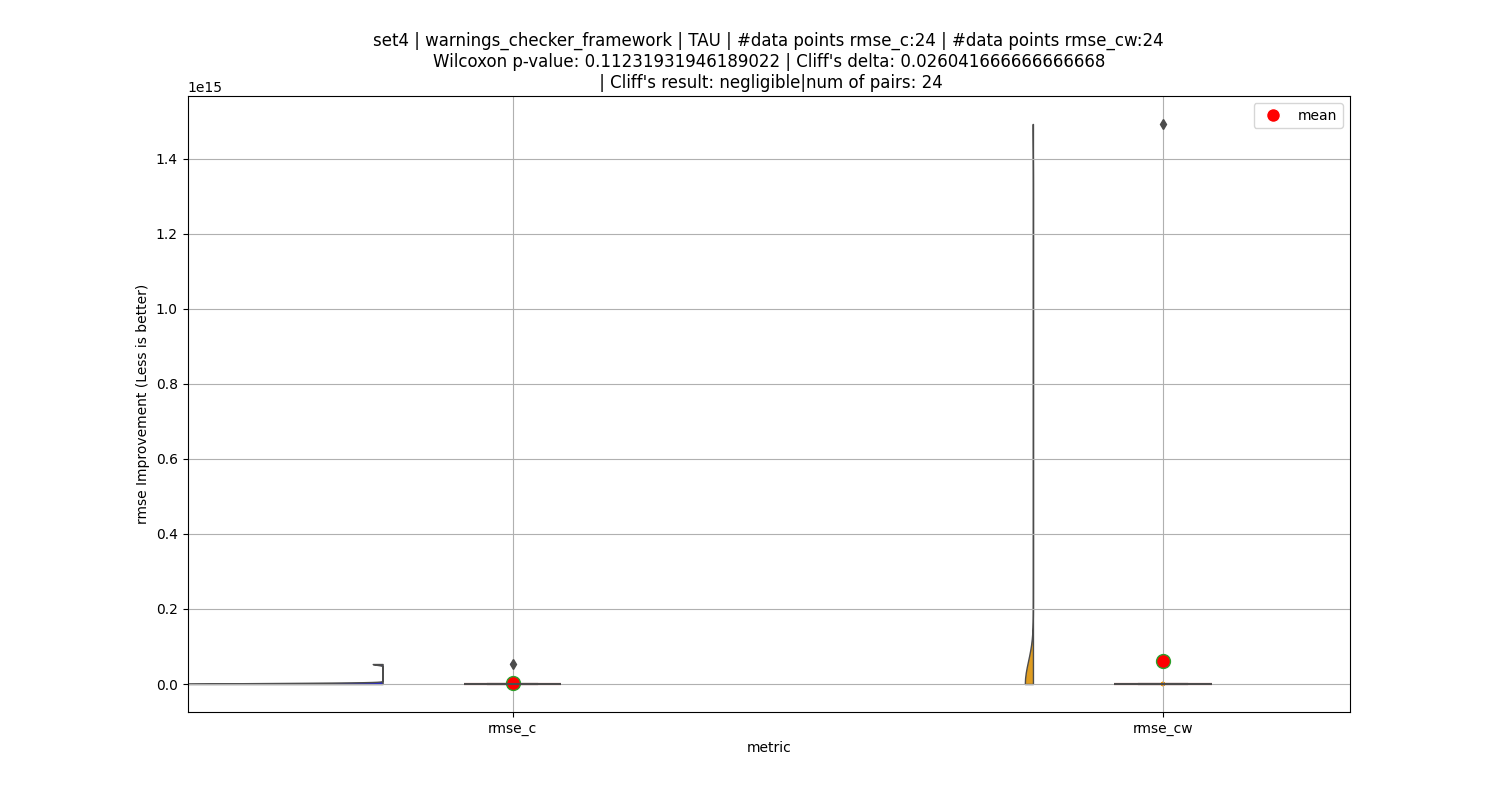 set4 | warnings_checker_framework | TAU | #data points rmse_c:24 | #data points rmse_cw:24
Wilcoxon p-value: 0.11231931946189022 | Cliff's delta: 0.026041666666666668
| Cliff's result: negligible|num of pairs: 24
1e15
mean
1.4
1.2
1.0
0.8
0.6
0.4
0.2
0.0
rmse Improvement (Less is better)
rmse_c
rmse_cw
metric